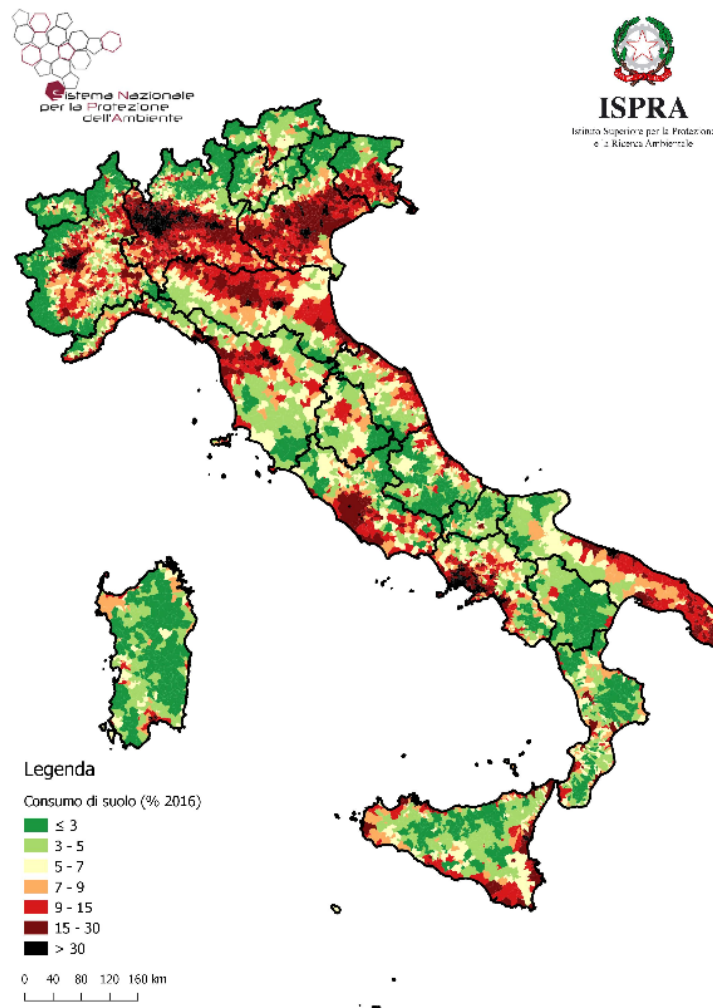 Sistema Nazionale
per la Protezione
dell'Ambiente
ISPRA
Istituto Superiore per la Protezione
e la Ricerca Ambientale
Legenda
Consumo di suolo (% 2016)
≤ 3
3 - 5
5 - 7
7 - 9
9 - 15
15 - 30
> 30
0 40 80 120 160 km